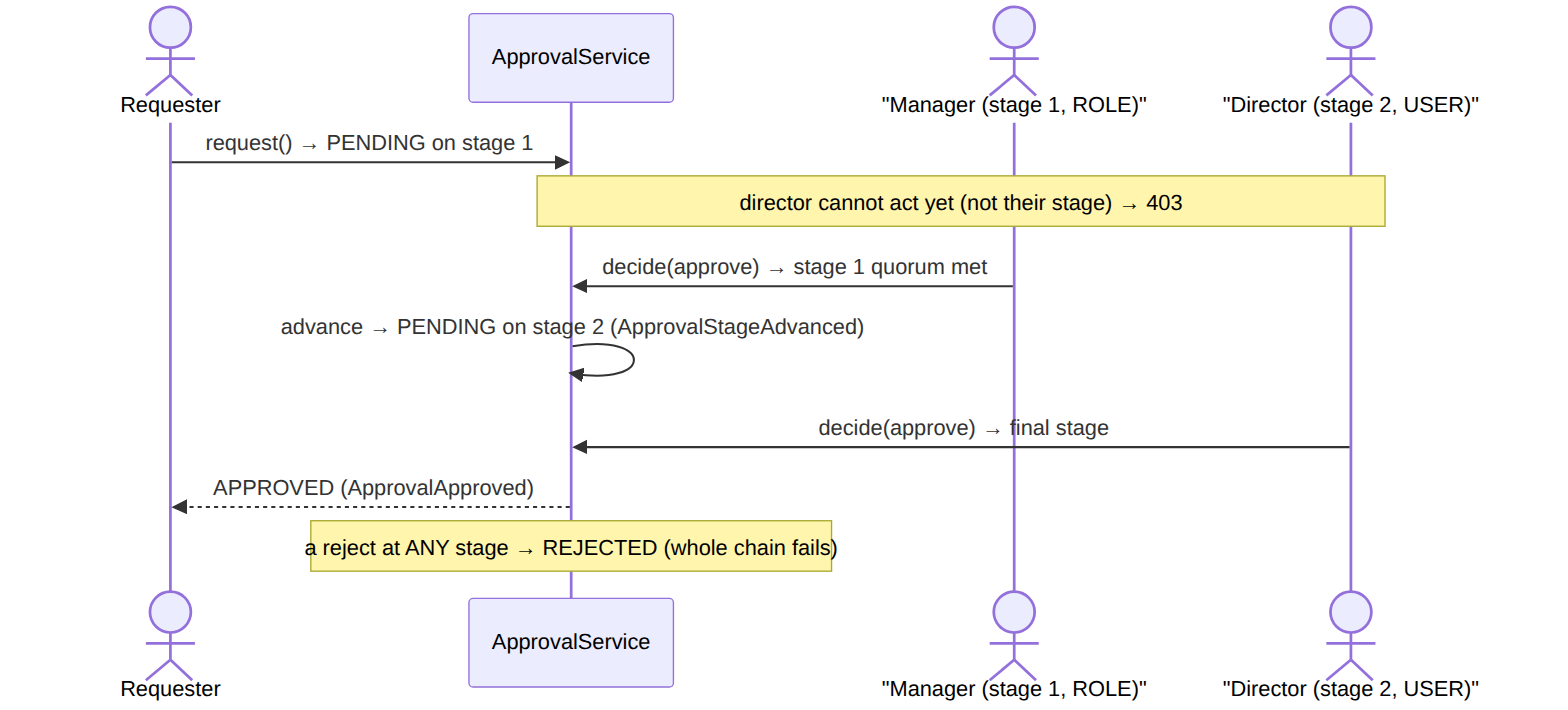 ApprovalService
Requester
"Manager (stage 1, ROLE)"
"Director (stage 2, USER)"
request() → PENDING on stage 1
director cannot act yet (not their stage) → 403
decide(approve) → stage 1 quorum met
advance → PENDING on stage 2 (ApprovalStageAdvanced)
decide(approve) → final stage
APPROVED (ApprovalApproved)
a reject at ANY stage → REJECTED (whole chain fails)
ApprovalService
Requester
"Manager (stage 1, ROLE)"
"Director (stage 2, USER)"